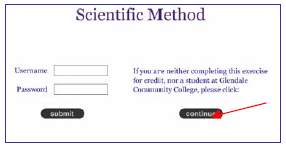 Scientific Method
Username
Password
submit
If you are neither completing this exercise
for credit, nor a student at Glendale
Community College, please click:
continue